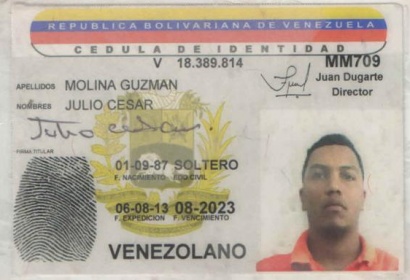 REPUBLICA BOLIVARIANA DE VENEZUELA
CEDULA DE IDENTIDAD
V 18.389.814
MM709
Juan Dugarte
Director
APELLIDOS MOLINA GUZMAN
NOMBRES JULIO CESAR
Julio cesar
FIRMA TITULAR
01-09-87 SOLTERO
F. NACIMIENTO EDO CIVIL
06-08-13 08-2023
F. EXPEDICION F. VENCIMIENTO
VENEZOLANO